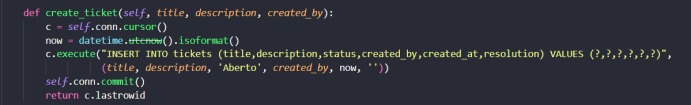 def create_ticket(self, title, description, created_by):
    c = self.conn.cursor()
    now = datetime.utcnow().isoformat()
    c.execute("INSERT INTO tickets (title,description,status,created_by,created_at,resolution) VALUES (?,?,?,?,?,?)",
              (title, description, 'Aberto', created_by, now, ''))
    self.conn.commit()
    return c.lastrowid